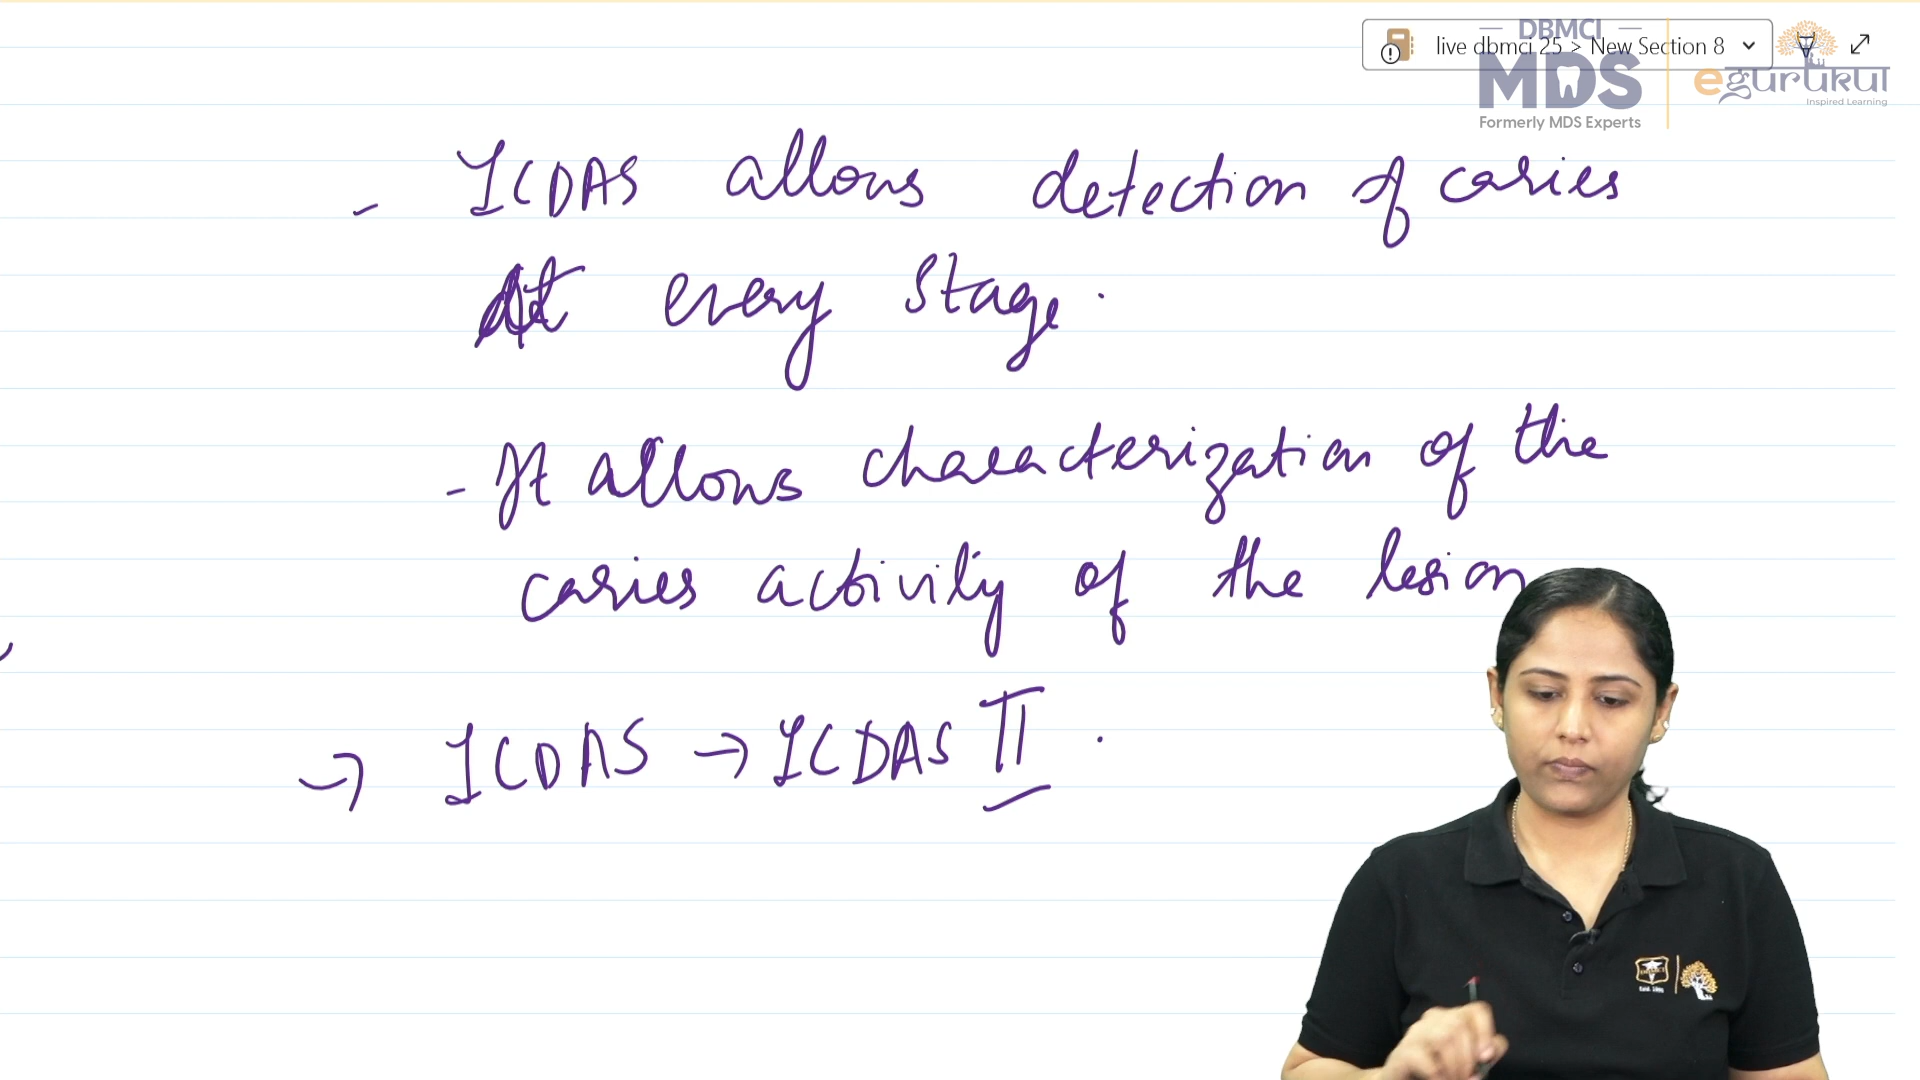 live dbmci 25 > New Section 8
DBMCI
MDS
Formerly MDS Experts
egurukul
Inspired Learning
- ICDAS allows detection of caries
At every stage.
- It allows characterization of the
caries activity of the lesion
→ ICDAS → ICDAS II .